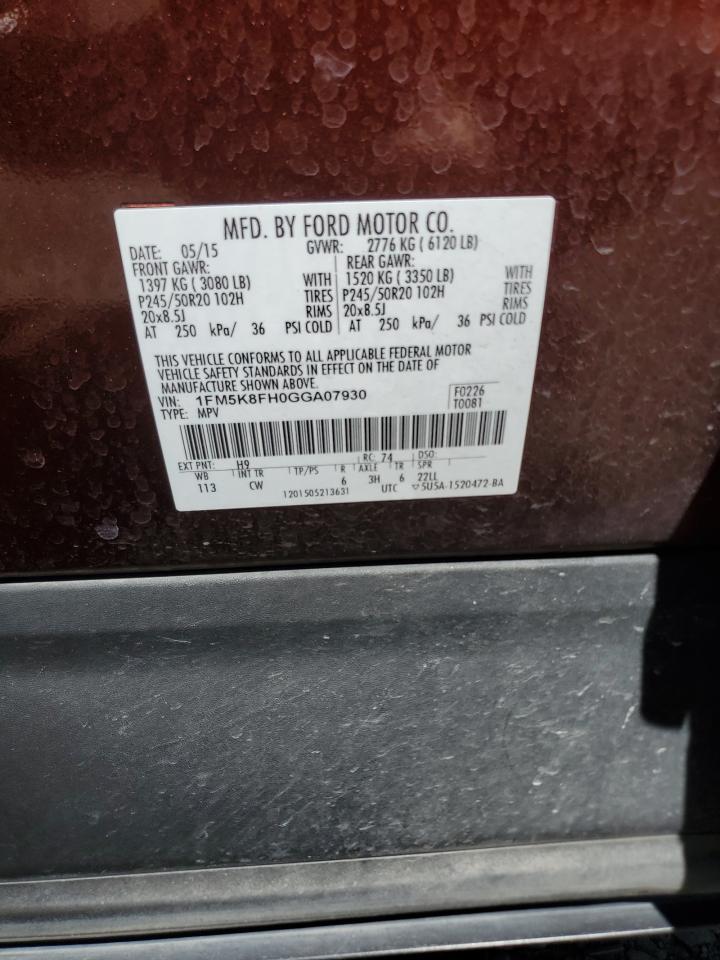 MFD. BY FORD MOTOR CO.
DATE: 05/15 GVWR: 2776 KG ( 6120 LB)
FRONT GAWR: REAR GAWR:
1397 KG ( 3080 LB) WITH 1520 KG ( 3350 LB) WITH
P245/50R20 102H TIRES P245/50R20 102H TIRES
20x8.5J RIMS 20x8.5J RIMS
AT 250 kPa/ 36 PSI COLD AT 250 kPa/ 36 PSI COLD
THIS VEHICLE CONFORMS TO ALL APPLICABLE FEDERAL MOTOR
VEHICLE SAFETY STANDARDS IN EFFECT ON THE DATE OF
MANUFACTURE SHOWN ABOVE.
VIN: 1FM5K8FH0GGA07930 F0226
TYPE: MPV T0081
EXT PNT: H9 RC: 74 DSO:
WB INT TR TP/PS R AXLE TR SPR
113 CW 6 3H 6 22LL
1201505213631 UTC ▽5U5A-1520472-BA